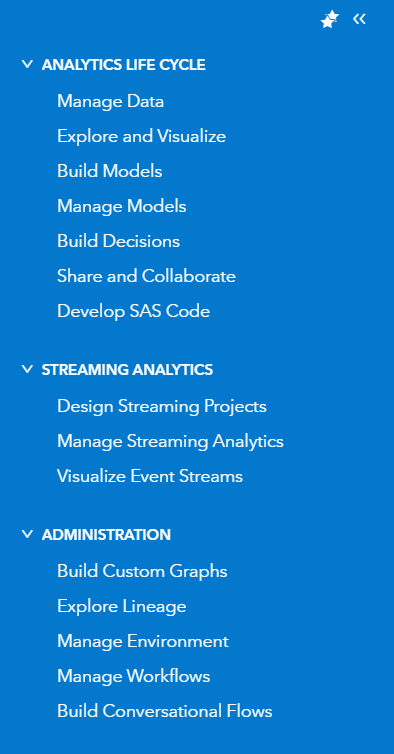 ANALYTICS LIFE CYCLE
Manage Data
Explore and Visualize
Build Models
Manage Models
Build Decisions
Share and Collaborate
Develop SAS Code
STREAMING ANALYTICS
Design Streaming Projects
Manage Streaming Analytics
Visualize Event Streams
ADMINISTRATION
Build Custom Graphs
Explore Lineage
Manage Environment
Manage Workflows
Build Conversational Flows